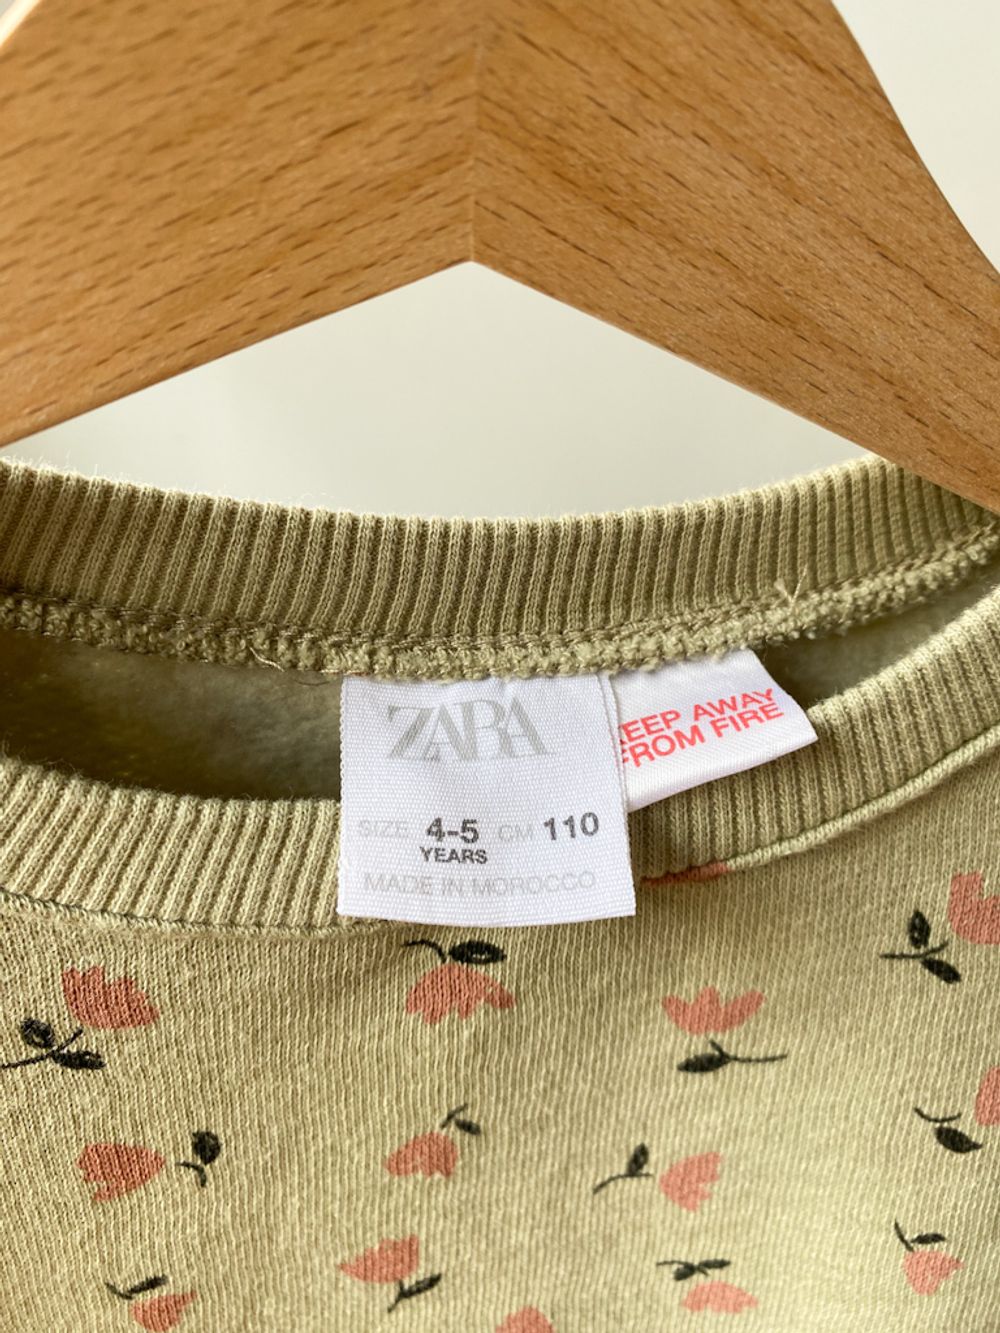 ZARA
SIZE 4-5 CM 110
YEARS
MADE IN MOROCCO
KEEP AWAY
FROM FIRE